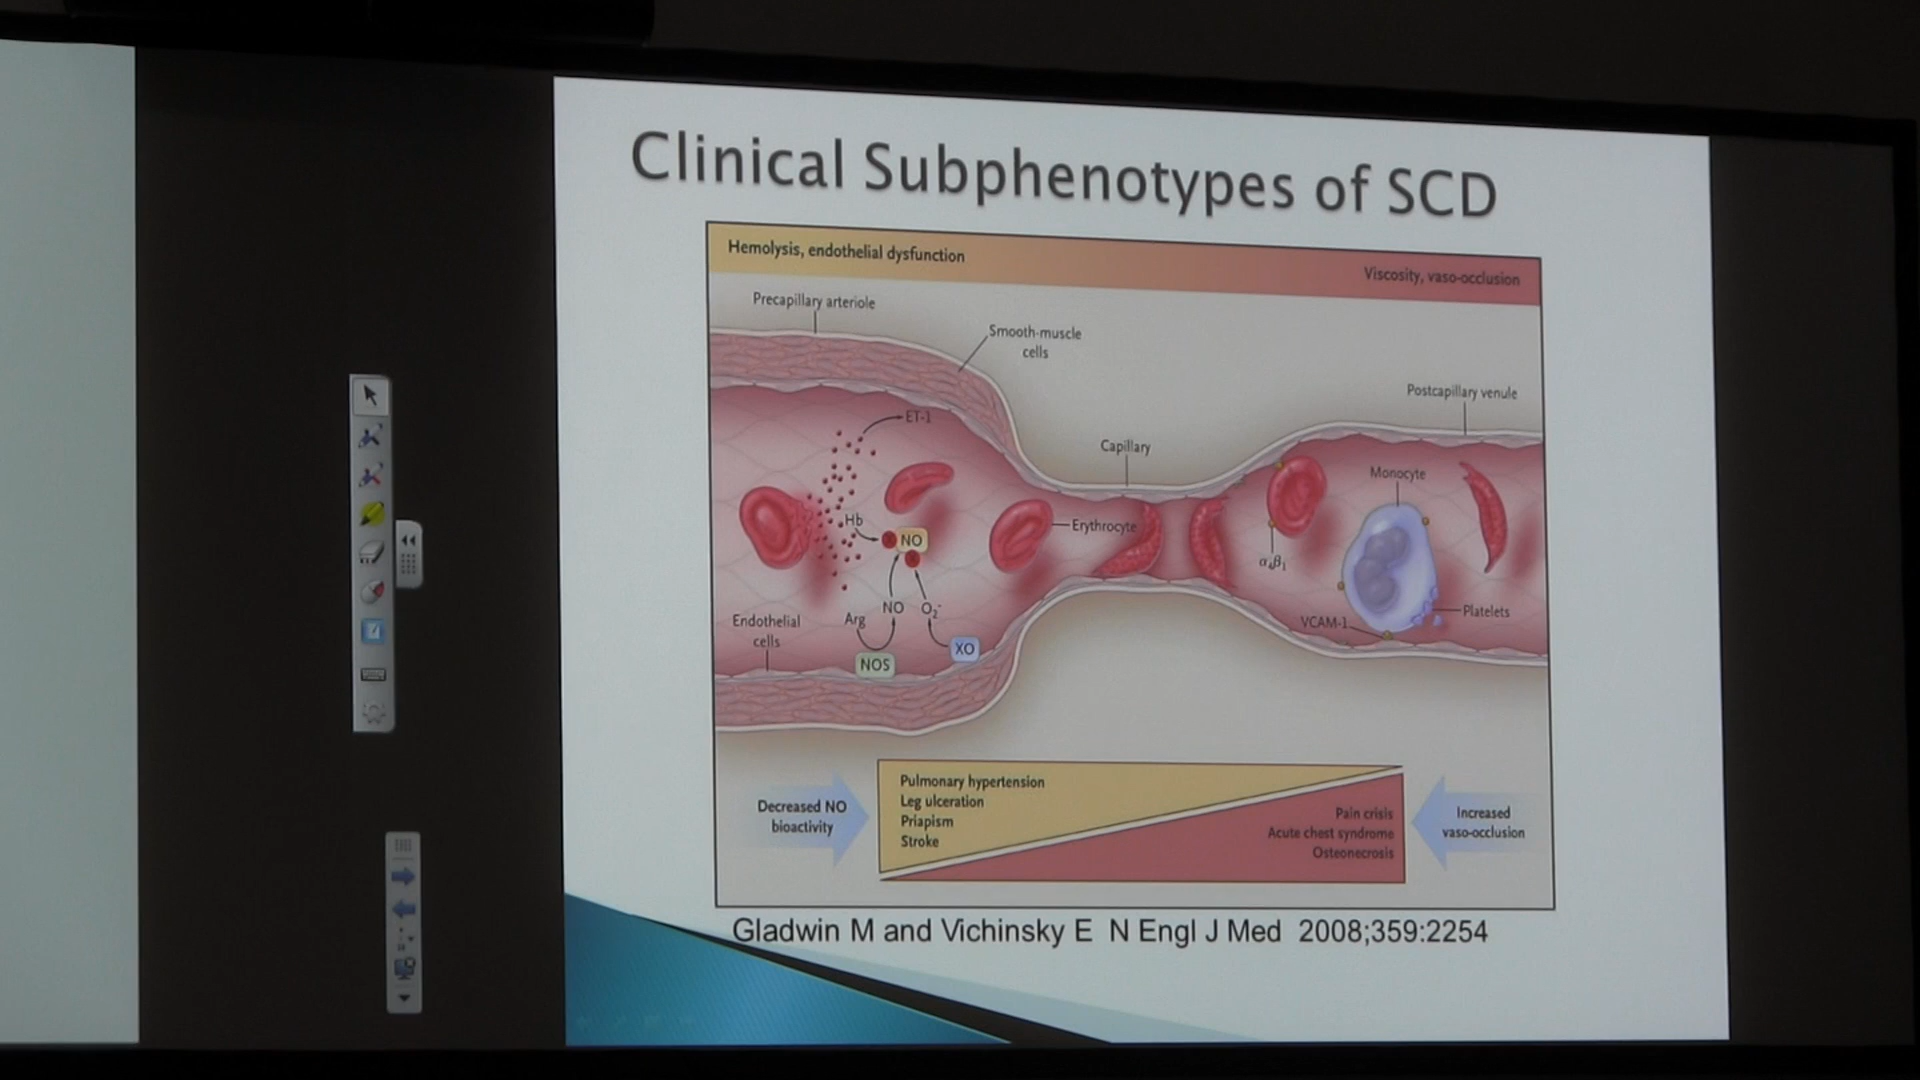 Clinical Subphenotypes of SCD
Hemolysis, endothelial dysfunction
Viscosity, vaso-occlusion
Precapillary arteriole
Smooth-muscle
cells
Postcapillary venule
ET-1
Capillary
Monocyte
Hb
NO
Erythrocyte
α4β1
NO
O2-
Arg
Endothelial
cells
VCAM-1
Platelets
XO
NOS
Decreased NO
bioactivity
Pulmonary hypertension
Leg ulceration
Priapism
Stroke
Pain crisis
Acute chest syndrome
Osteonecrosis
Increased
vaso-occlusion
Gladwin M and Vichinsky E N Engl J Med 2008;359:2254